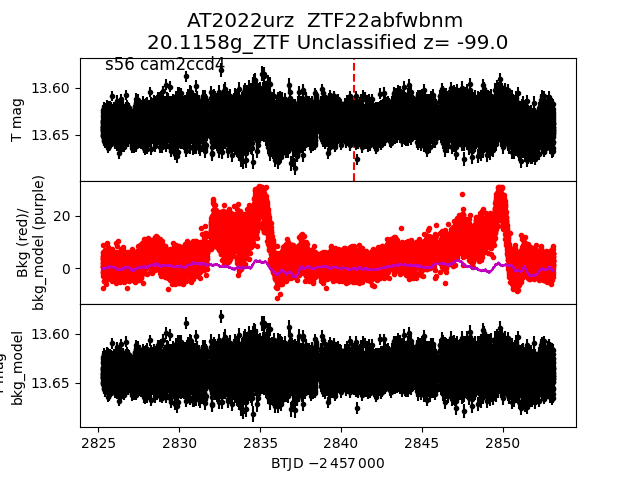 AT2022urz  ZTF22abfwbnm
20.1158g_ZTF Unclassified z= -99.0
s56 cam2ccd4
T mag
13.60
13.65
Bkg (red)/
bkg_model (purple)
20
0
mag
bkg_model
13.60
13.65
2825 2830 2835 2840 2845 2850
BTJD −2 457 000